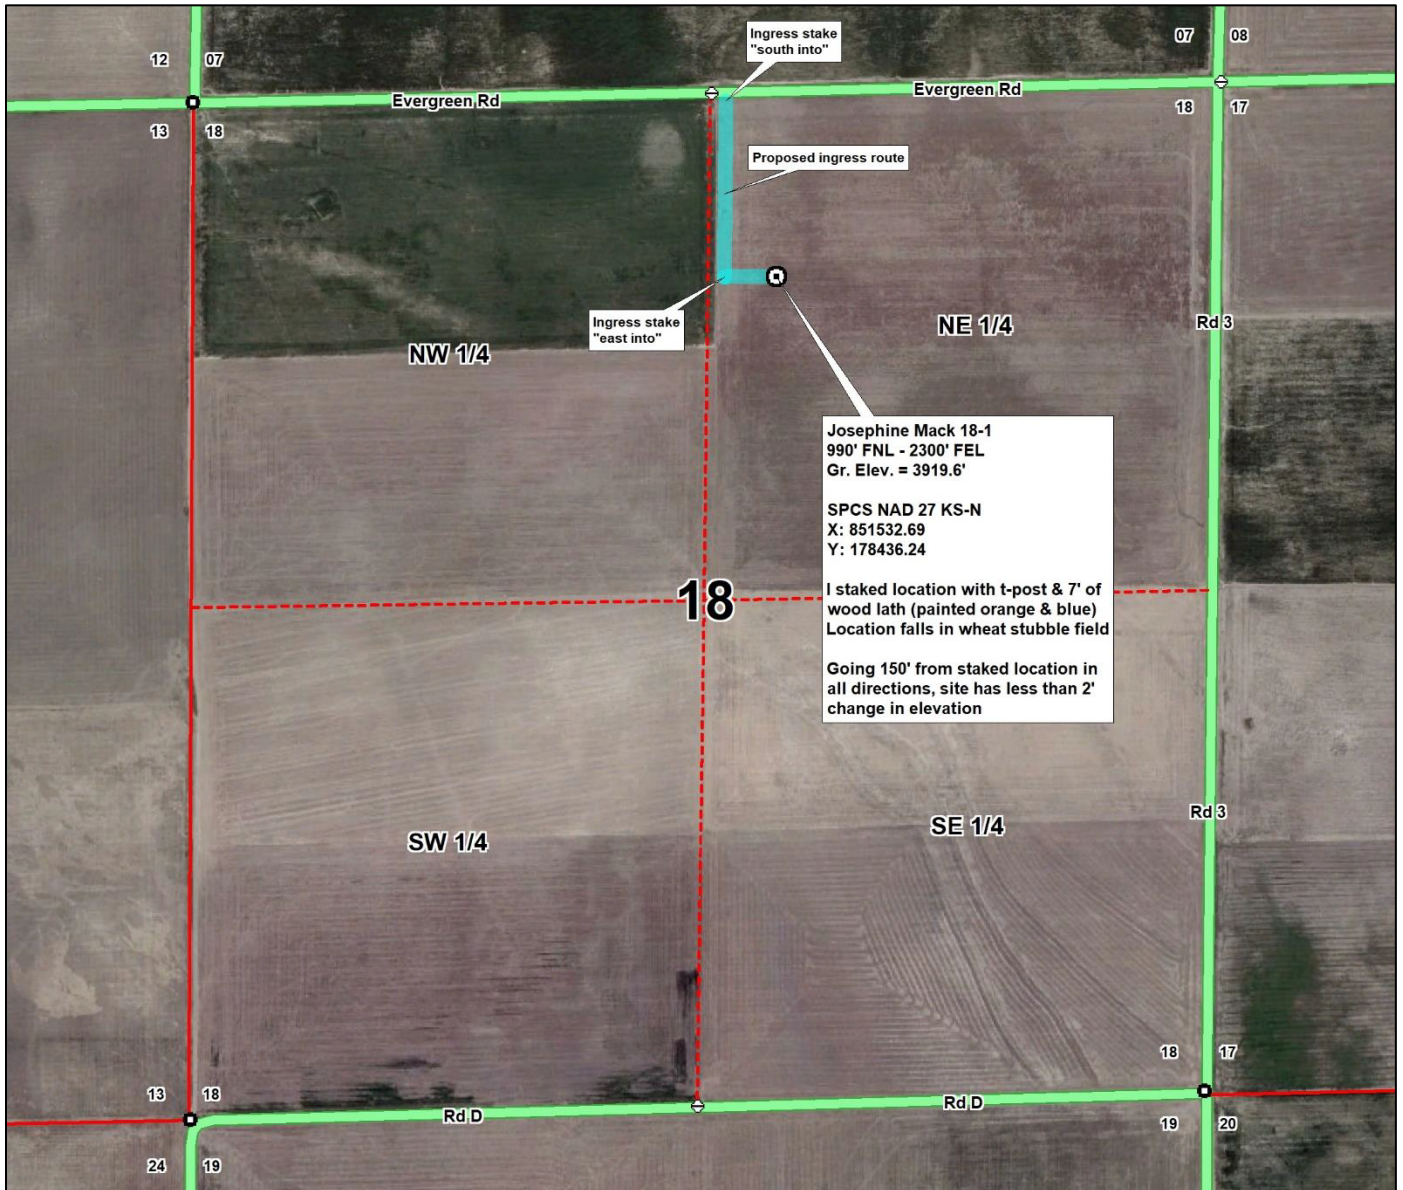 Ingress stake
"south into"
12 07
07 08
Evergreen Rd
Evergreen Rd
13 18
18 17
Proposed ingress route
Ingress stake
"east into"
NW 1/4
NE 1/4
Rd 3
Josephine Mack 18-1
990' FNL - 2300' FEL
Gr. Elev. = 3919.6'
SPCS NAD 27 KS-N
X: 851532.69
Y: 178436.24
I staked location with t-post & 7' of
wood lath (painted orange & blue)
Location falls in wheat stubble field
Going 150' from staked location in
all directions, site has less than 2'
change in elevation
18
Rd 3
SW 1/4
SE 1/4
18 17
13 18
Rd D
Rd D
19 20
24 19